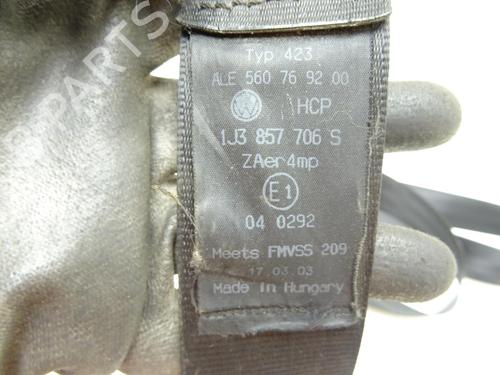 PARTS
Typ 423
ALE 560 76 92 00
HCP
1J3 857 706 S
ZAer4mp
E1
04 0292
Meets FMVSS 209
17.03.03
Made in Hungary